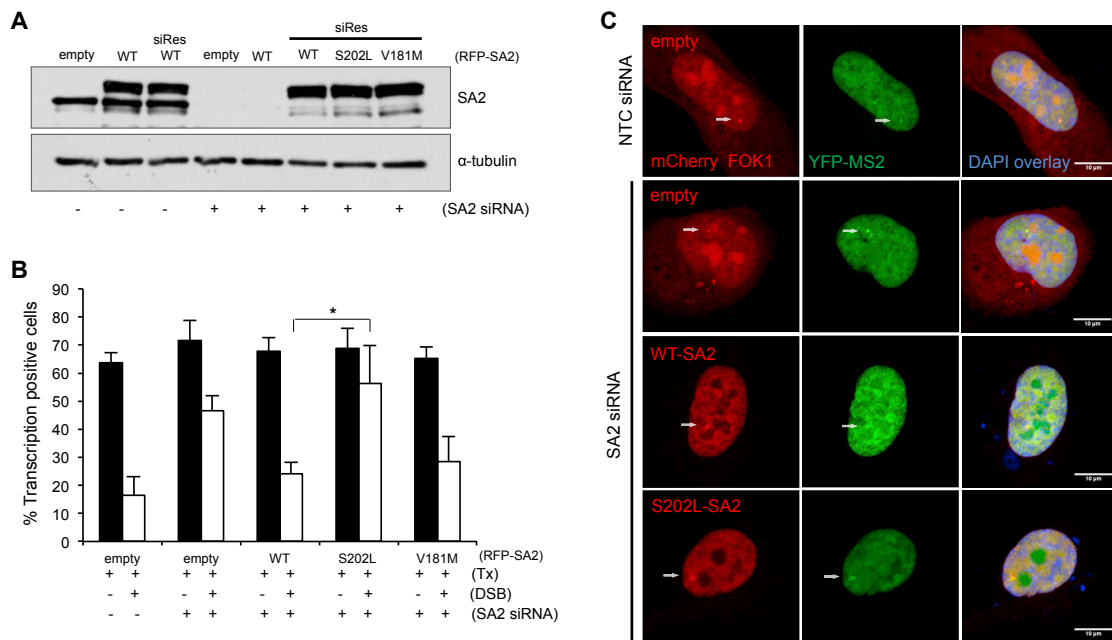 A
siRes
siRes
empty WT WT empty WT WT S202L V181M (RFP-SA2)
SA2
α-tubulin
- - - + + + + + (SA2 siRNA)
B
% Transcription positive cells
90
80
70
60
50
40
30
20
10
0
*
empty empty WT S202L V181M (RFP-SA2)
+ + + + + + + + + + (Tx)
- + - + - + - + - + (DSB)
- - + + + + + + + + (SA2 siRNA)
C
NTC siRNA
empty
mCherry FOK1 YFP-MS2 DAPI overlay
10 µm
SA2 siRNA
empty
10 µm
WT-SA2
10 µm
S202L-SA2
10 µm